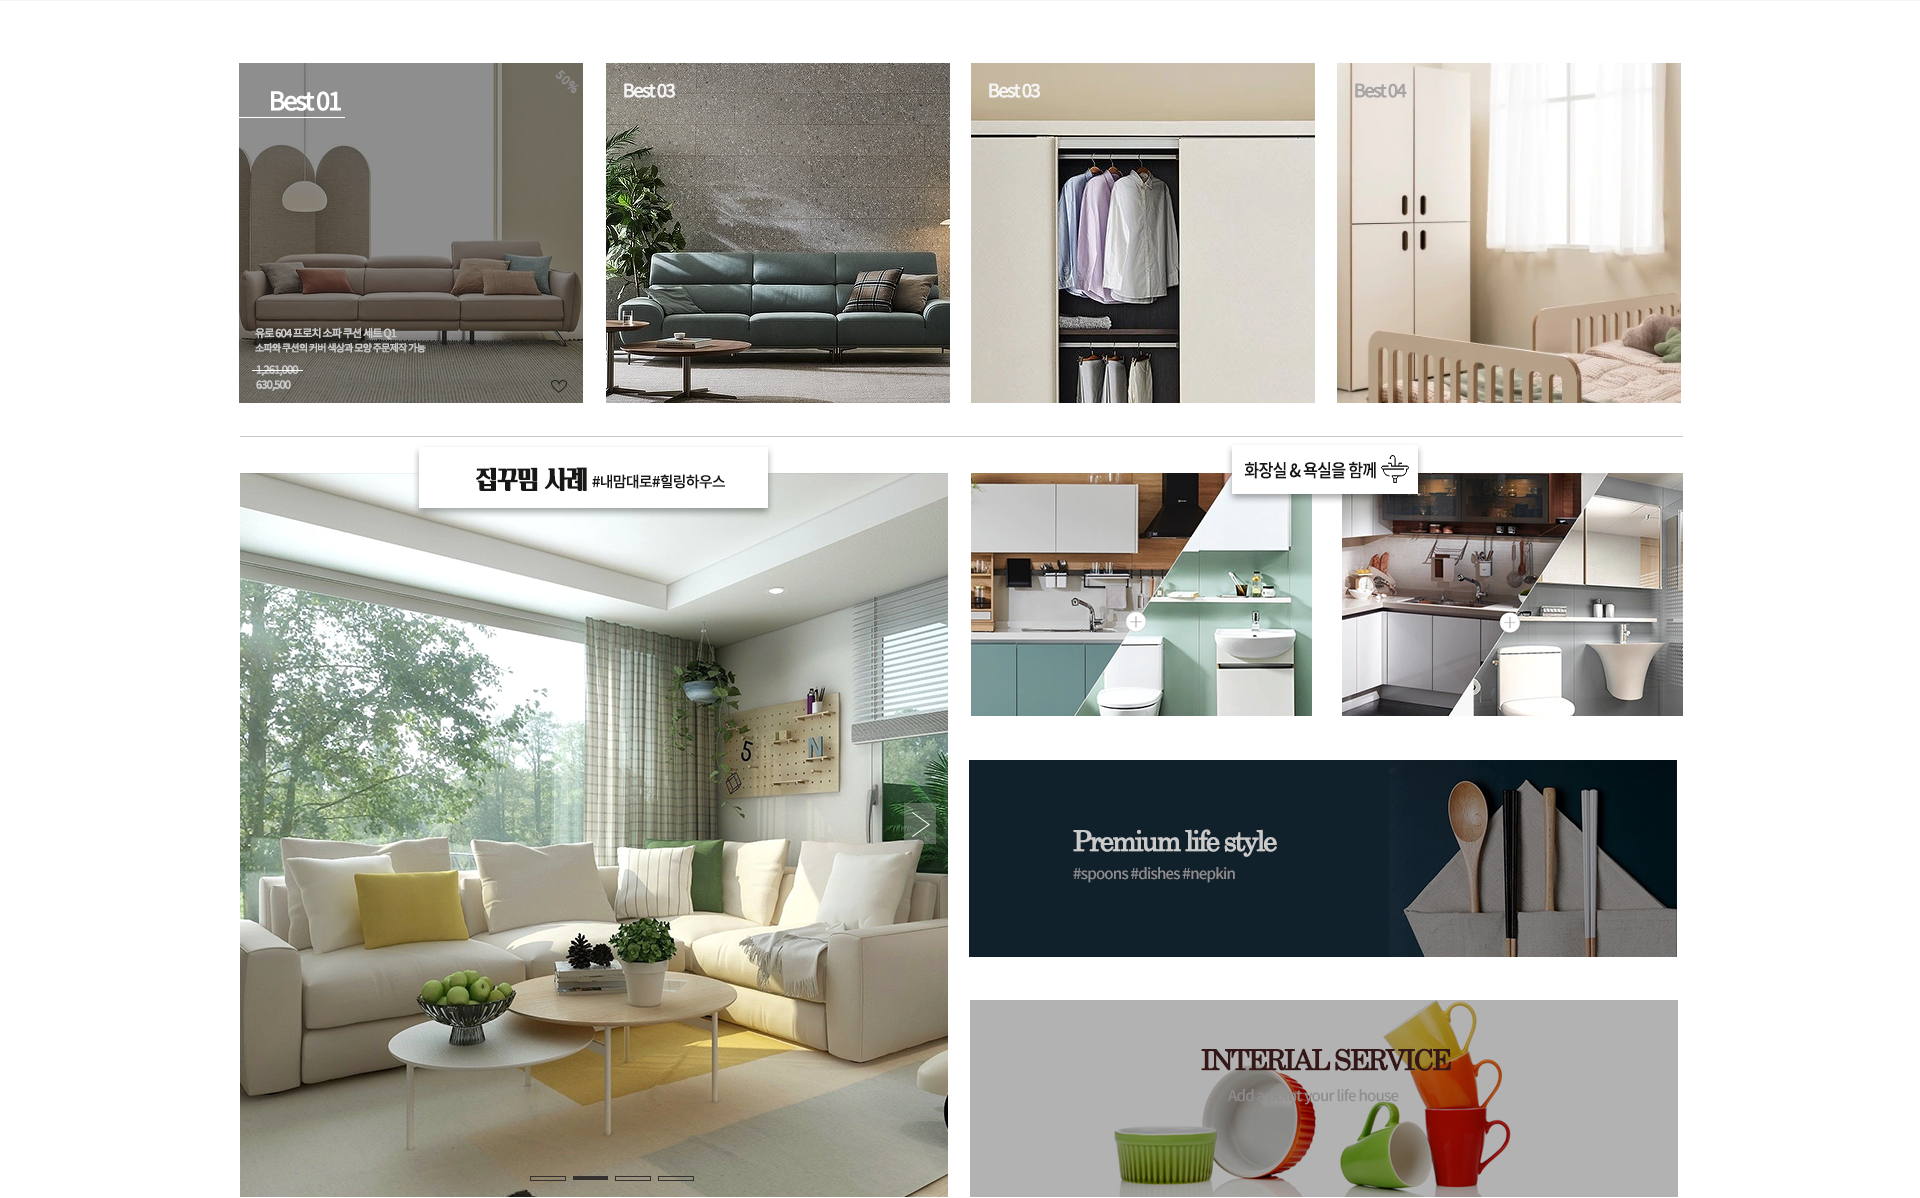 Best 01
50%
유로 604 프로치 소파 쿠션 세트 Q1
소파와 쿠션의 커버 색상과 모양 주문제작 가능
1,261,000
630,500
Best 03
Best 03
Best 04
집꾸밈 사례 #내맘대로#힐링하우스
화장실 & 욕실을 함께
5
N
Premium life style
#spoons #dishes #nepkin
INTERIAL SERVICE
Add your life house